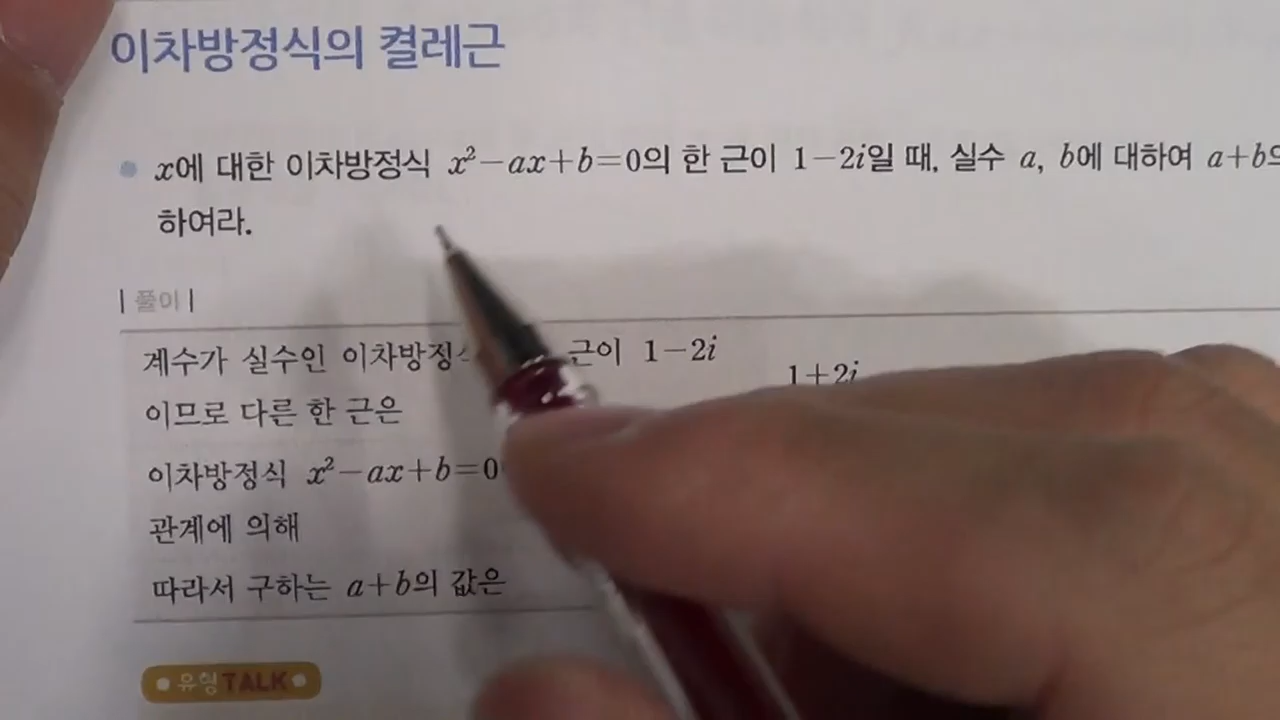 이차방정식의 켤레근
x에 대한 이차방정식 x²−ax+b=0의 한 근이 1−2i일 때, 실수 a, b에 대하여 a+b의
하여라.
| 풀이 |
계수가 실수인 이차방정식 근이 1−2i
이므로 다른 한 근은 1+2i
이차방정식 x²−ax+b=0
관계에 의해
따라서 구하는 a+b의 값은
유형TALK